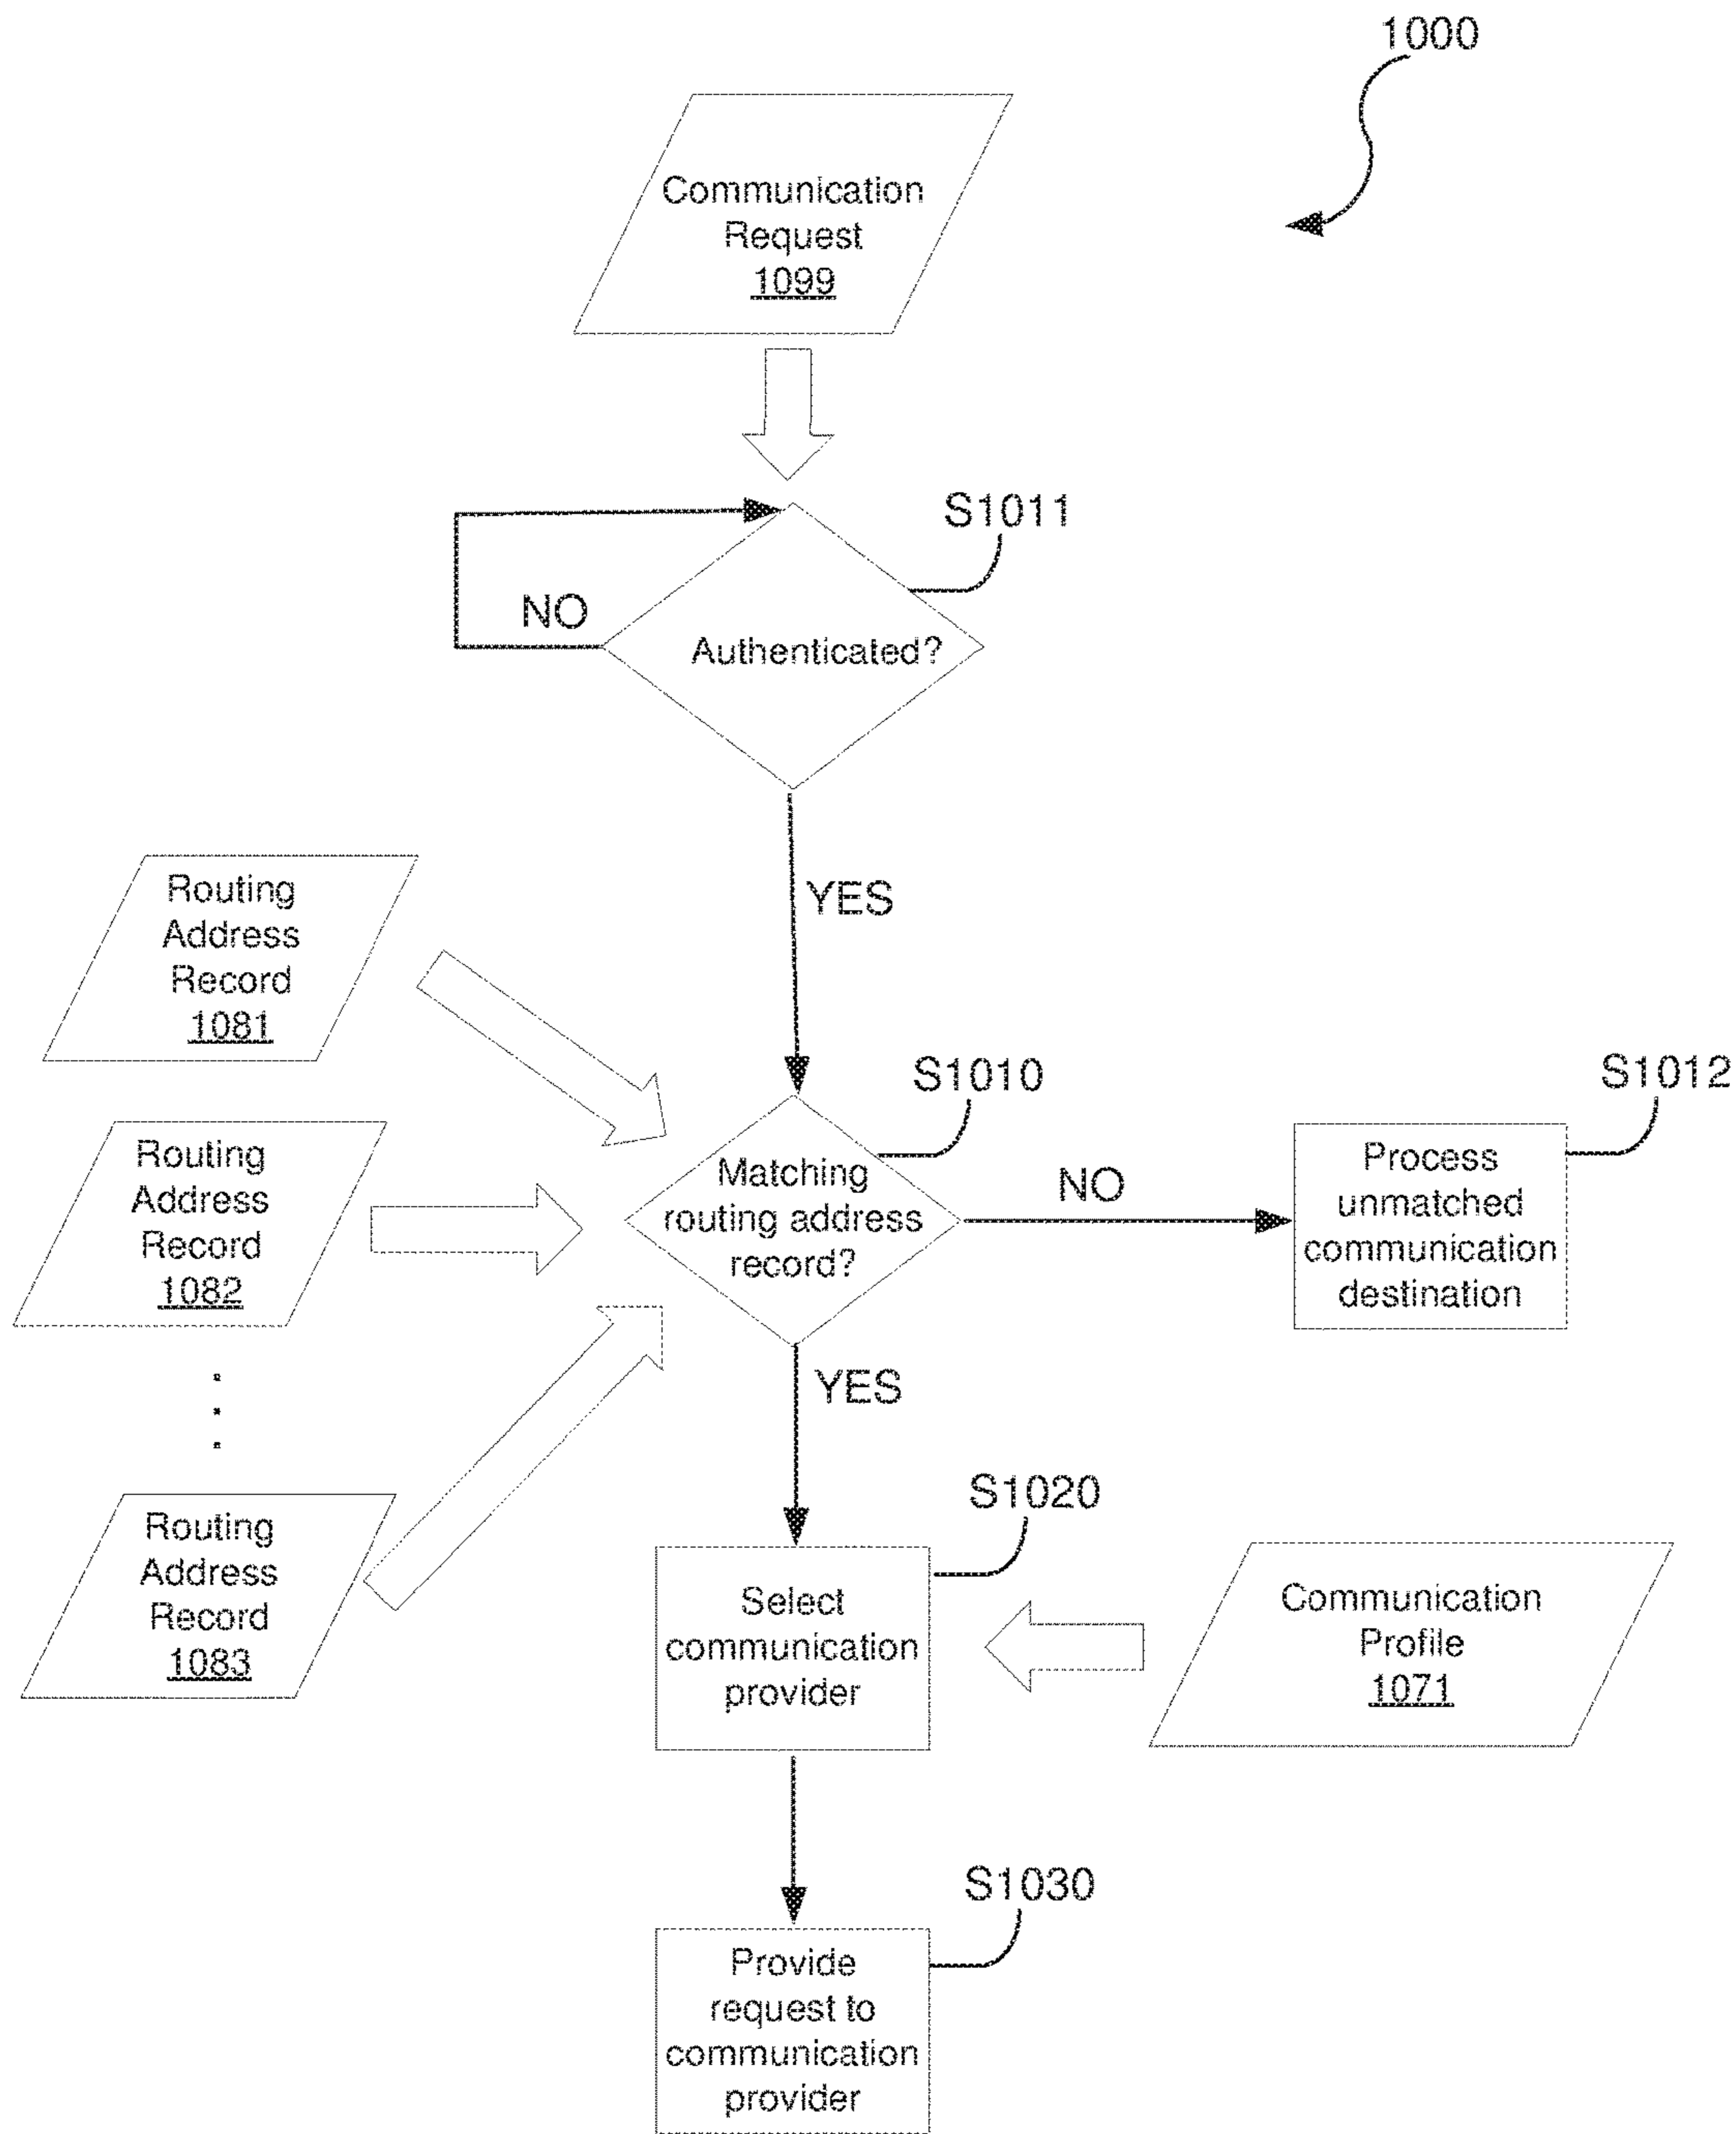 1000
Communication
Request
1099
S1011
NO
Authenticated?
YES
Routing
Address
Record
1081
S1010
S1012
Routing
Address
Record
1082
Matching
routing address
record?
NO
Process
unmatched
communication
destination
YES
Routing
Address
Record
1083
S1020
Select
communication
provider
Communication
Profile
1071
S1030
Provide
request to
communication
provider